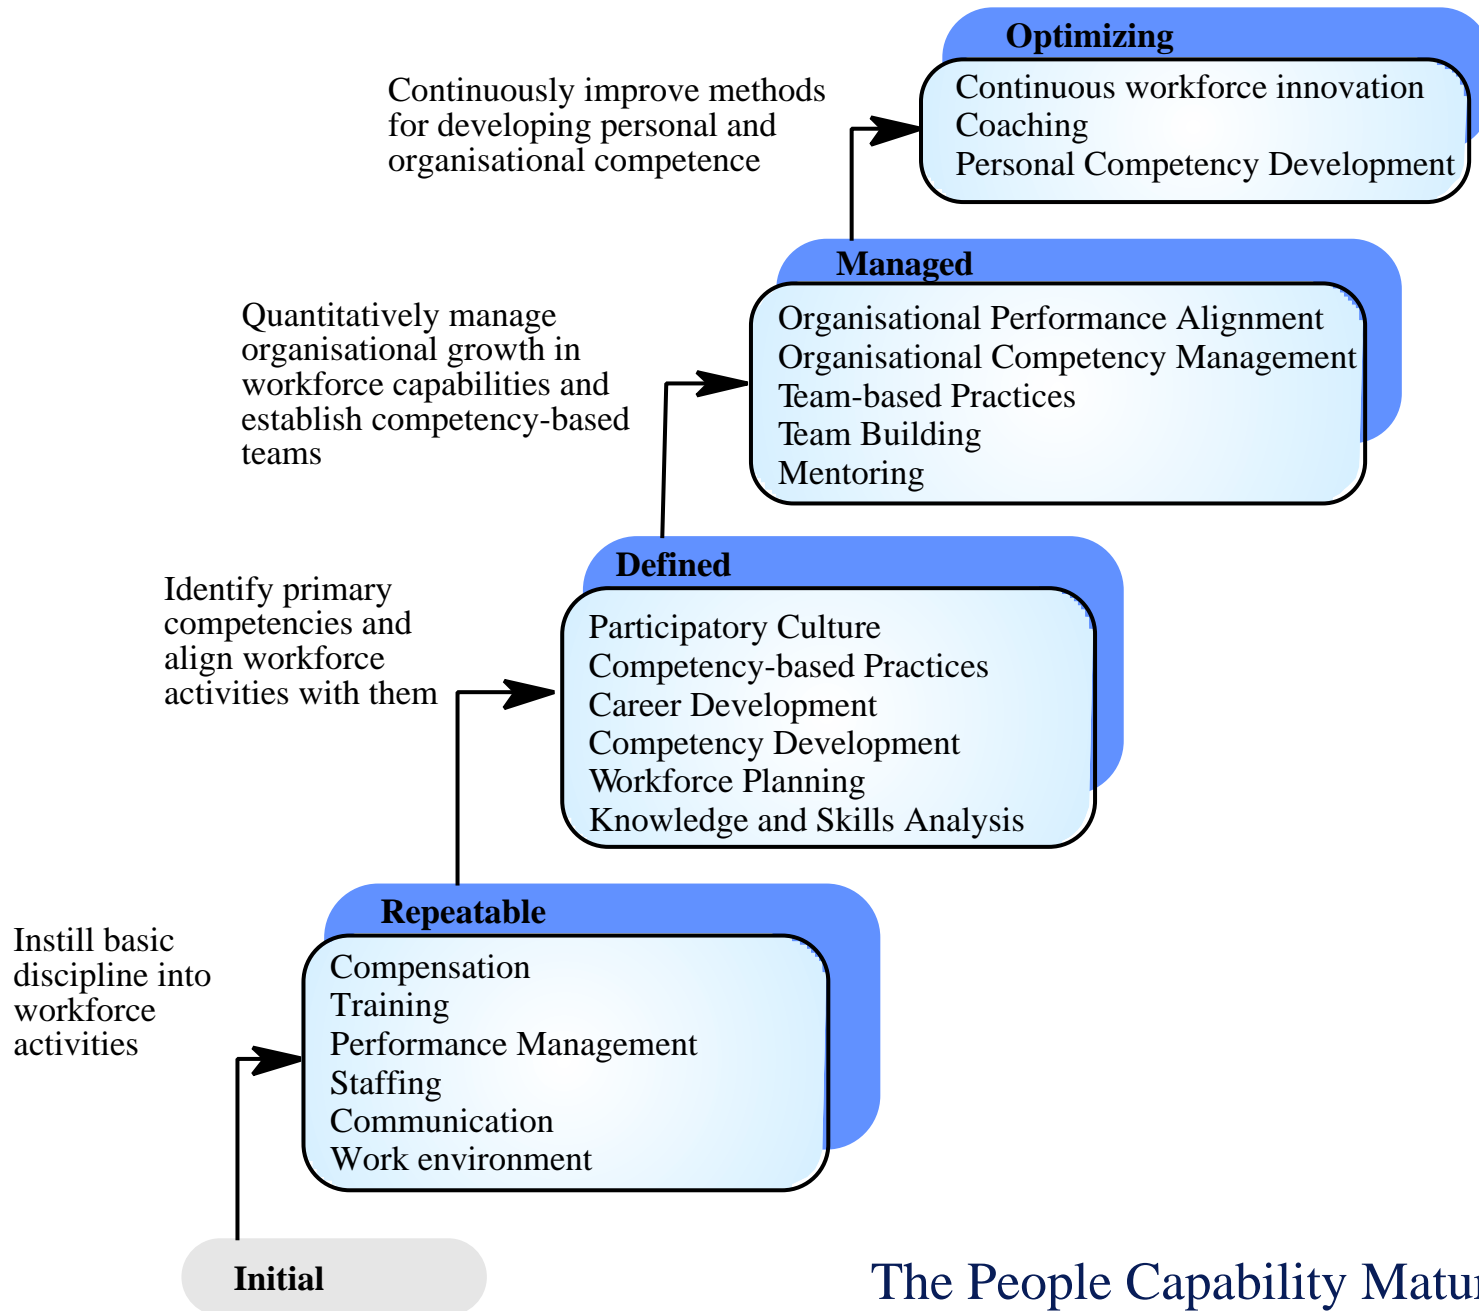 Optimizing
Continuous workforce innovation
Coaching
Personal Competency Development
Continuously improve methods
for developing personal and
organisational competence
Managed
Organisational Performance Alignment
Organisational Competency Management
Team-based Practices
Team Building
Mentoring
Quantitatively manage
organisational growth in
workforce capabilities and
establish competency-based
teams
Defined
Participatory Culture
Competency-based Practices
Career Development
Competency Development
Workforce Planning
Knowledge and Skills Analysis
Identify primary
competencies and
align workforce
activities with them
Repeatable
Compensation
Training
Performance Management
Staffing
Communication
Work environment
Instill basic
discipline into
workforce
activities
Initial
The People Capability